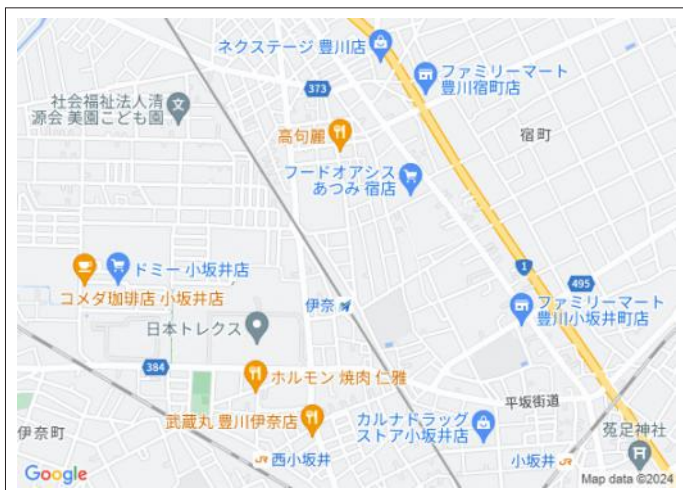 ネクステージ 豊川店
ファミリーマート
豊川宿町店
373
社会福祉法人清
源会 美園こども園
高句麗
宿町
フードオアシス
あつみ 宿店
ドミー 小坂井店
コメダ珈琲店 小坂井店
1
495
伊奈
ファミリーマート
豊川小坂井町店
日本トレクス
384
ホルモン 焼肉 仁雅
平坂街道
武蔵丸 豊川伊奈店
カルナドラッグ
ストア小坂井店
伊奈町
菟足神社
JR 西小坂井
小坂井 JR
Google
Map data ©2024